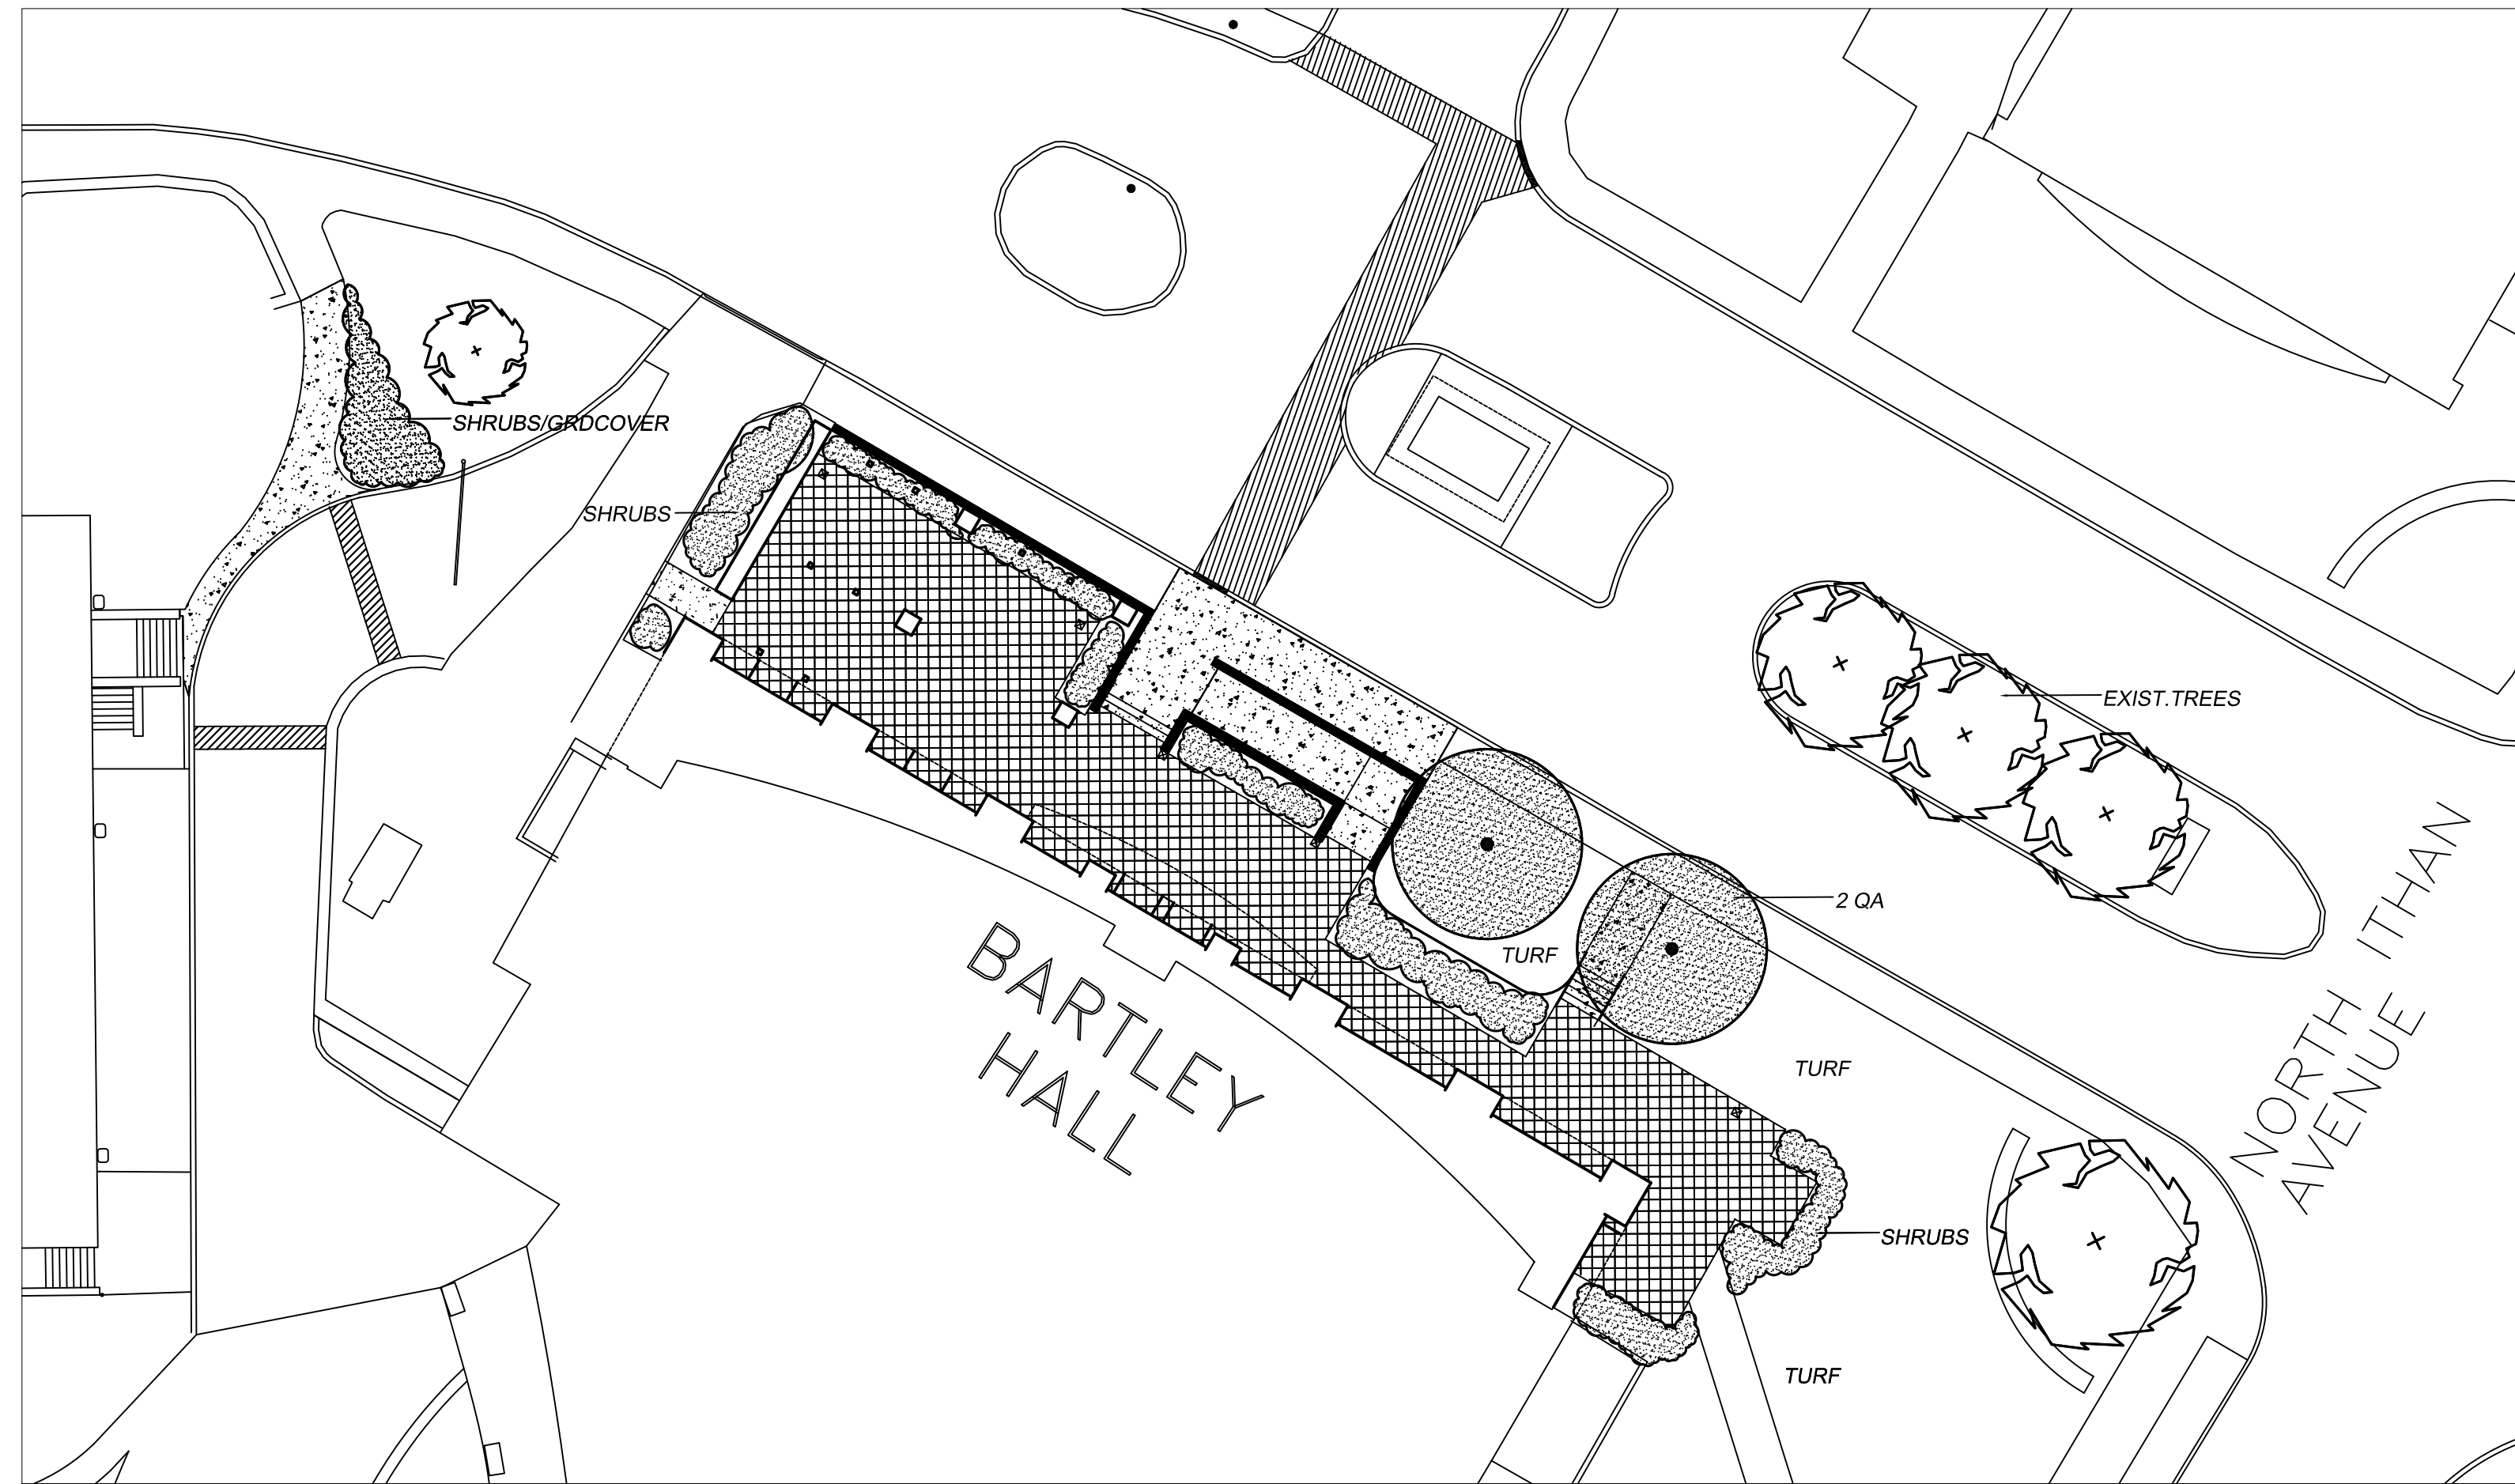 SHRUBS/GRDCOVER
SHRUBS
EXIST.TREES
2 QA
TURF
BARTLEY
HALL
TURF
NORTH ITHAN
AVENUE
SHRUBS
TURF